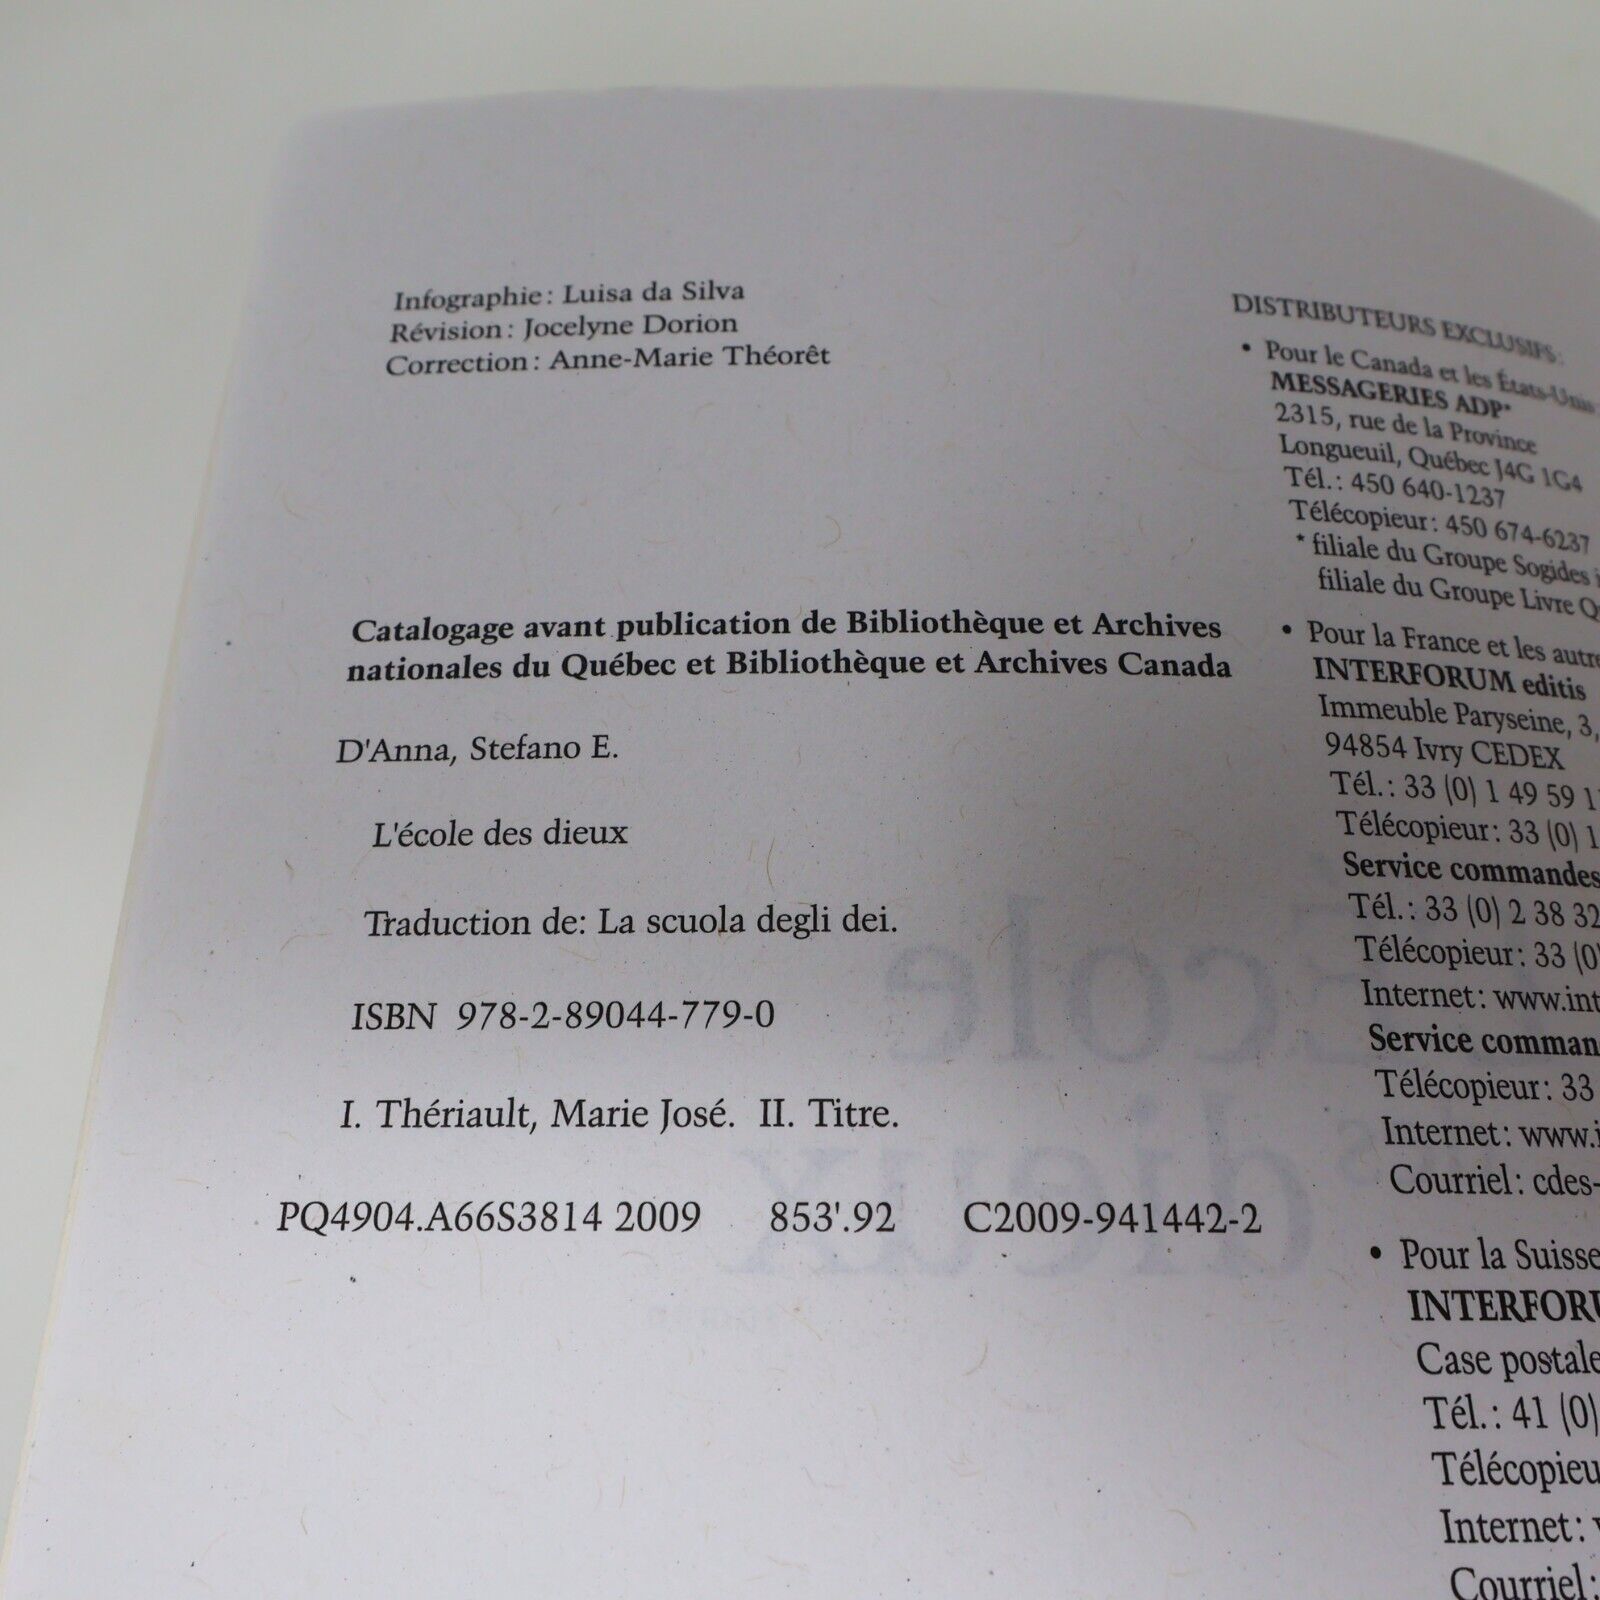 Infographie : Luisa da Silva
Révision : Jocelyne Dorion
Correction : Anne-Marie Théorêt
Catalogage avant publication de Bibliothèque et Archives
nationales du Québec et Bibliothèque et Archives Canada
D'Anna, Stefano E.
L'école des dieux
Traduction de: La scuola degli dei.
ISBN 978-2-89044-779-0
I. Thériault, Marie José. II. Titre.
PQ4904.A66S3814 2009 853'.92 C2009-941442-2
DISTRIBUTEURS EXCLUSIFS :
• Pour le Canada et les États-Unis
MESSAGERIES ADP*
2315, rue de la Province
Longueuil, Québec J4G 1G4
Tél. : 450 640-1237
Télécopieur : 450 674-6237
* filiale du Groupe Sogides
filiale du Groupe Livre
• Pour la France et les
INTERFORUM editis
Immeuble Paryseine, 3,
94854 Ivry CEDEX
Tél. : 33 (0) 1 49 59
Télécopieur : 33 (0) 1
Service commandes
Tél. : 33 (0) 2 38 32
Télécopieur : 33 (0)
Internet :
Service
Télécopieur : 33
Internet :
Courriel :
• Pour la Suisse
Case postale
Tél. : 41 (0)
Internet :
Courriel :